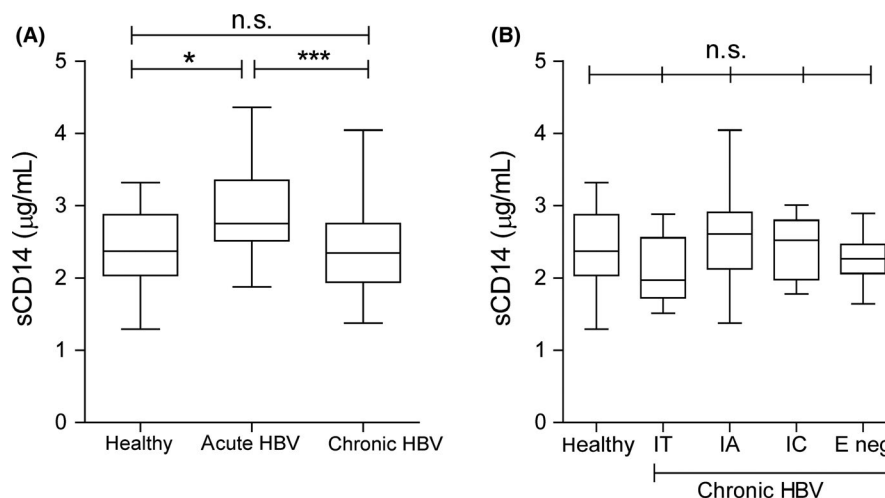 (A)
n.s.
* ***
5
4
3
2
1
0
sCD14 (μg/mL)
Healthy Acute HBV Chronic HBV
(B)
n.s.
5
4
3
2
1
0
sCD14 (μg/mL)
Healthy IT IA IC E neg
Chronic HBV